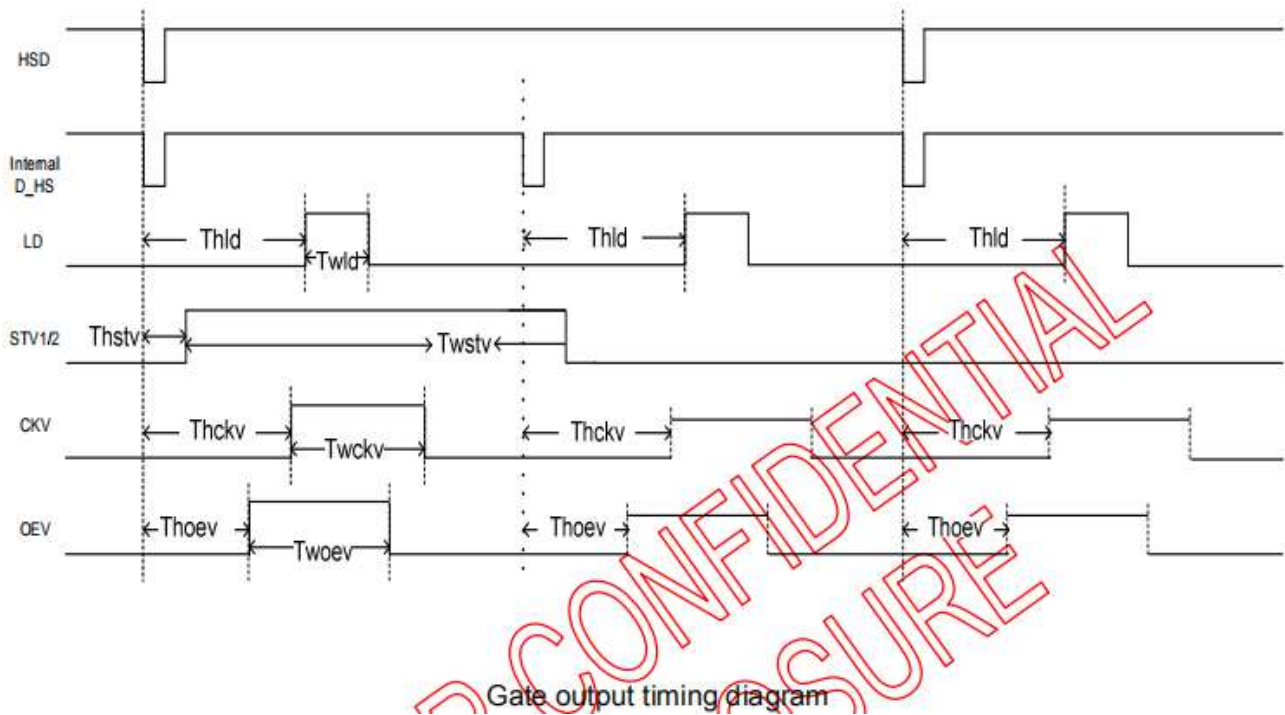 HSD
Internal
D_HS
LD
Thld
Thld
Thld
Twld
STV1/2
Thstv
Twstv
CKV
Thckv
Thckv
Thckv
Twckv
OEV
Thoev
Thoev
Thoev
Twoev
CONFIDENTIAL
Gate output timing diagram